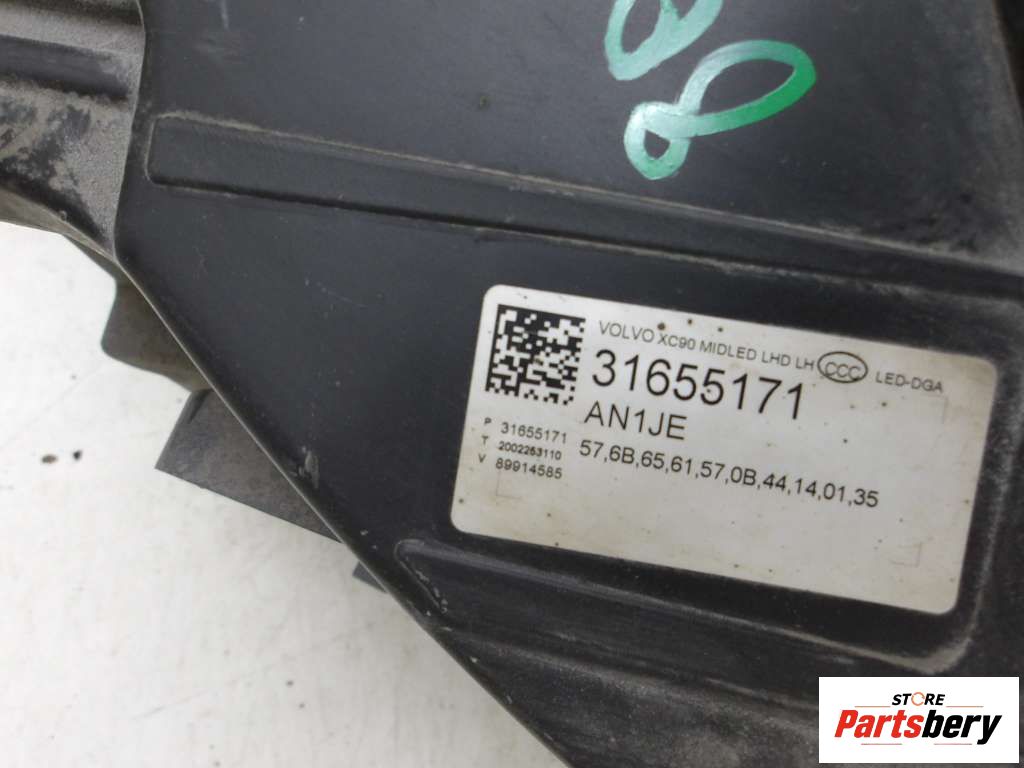 VOLVO XC90 MIDLED LHD LH CCC LED-DGA
31655171
AN1JE
P 31655171
T 2002263110
V 89914585
57,6B,65,61,57,0B,44,14,01,35
STORE
Partsbery